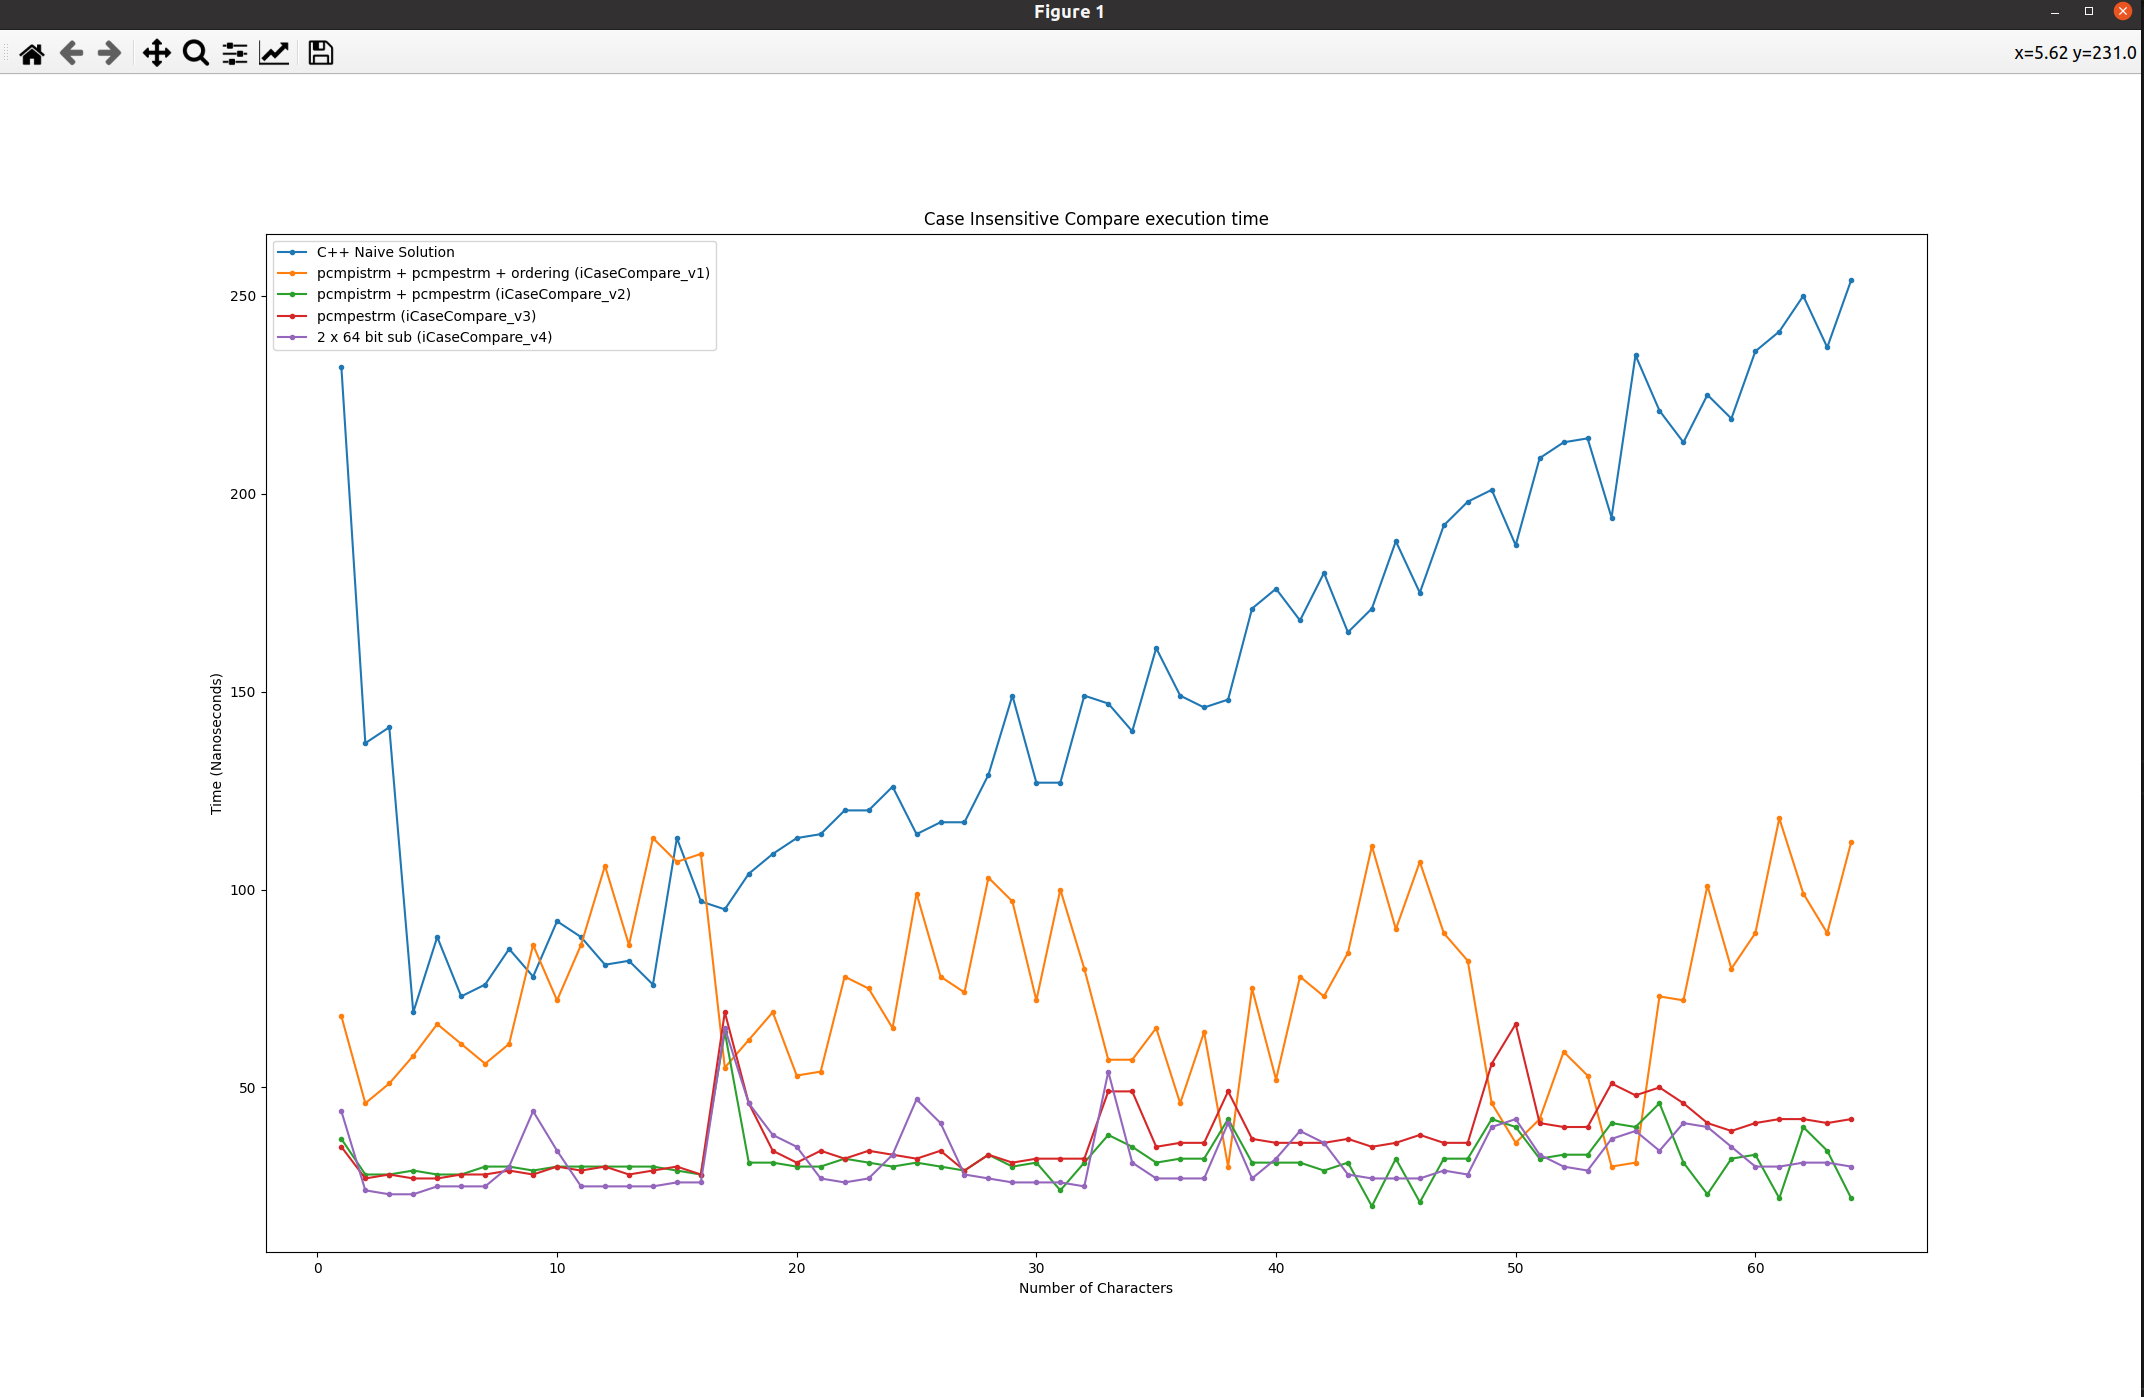 Figure 1
x=5.62 y=231.0
Case Insensitive Compare execution time
C++ Naive Solution
pcmpistrm + pcmpestrm + ordering (iCaseCompare_v1)
pcmpistrm + pcmpestrm (iCaseCompare_v2)
pcmpestrm (iCaseCompare_v3)
2 x 64 bit sub (iCaseCompare_v4)
250
200
150
100
50
Time (Nanoseconds)
0 10 20 30 40 50 60
Number of Characters